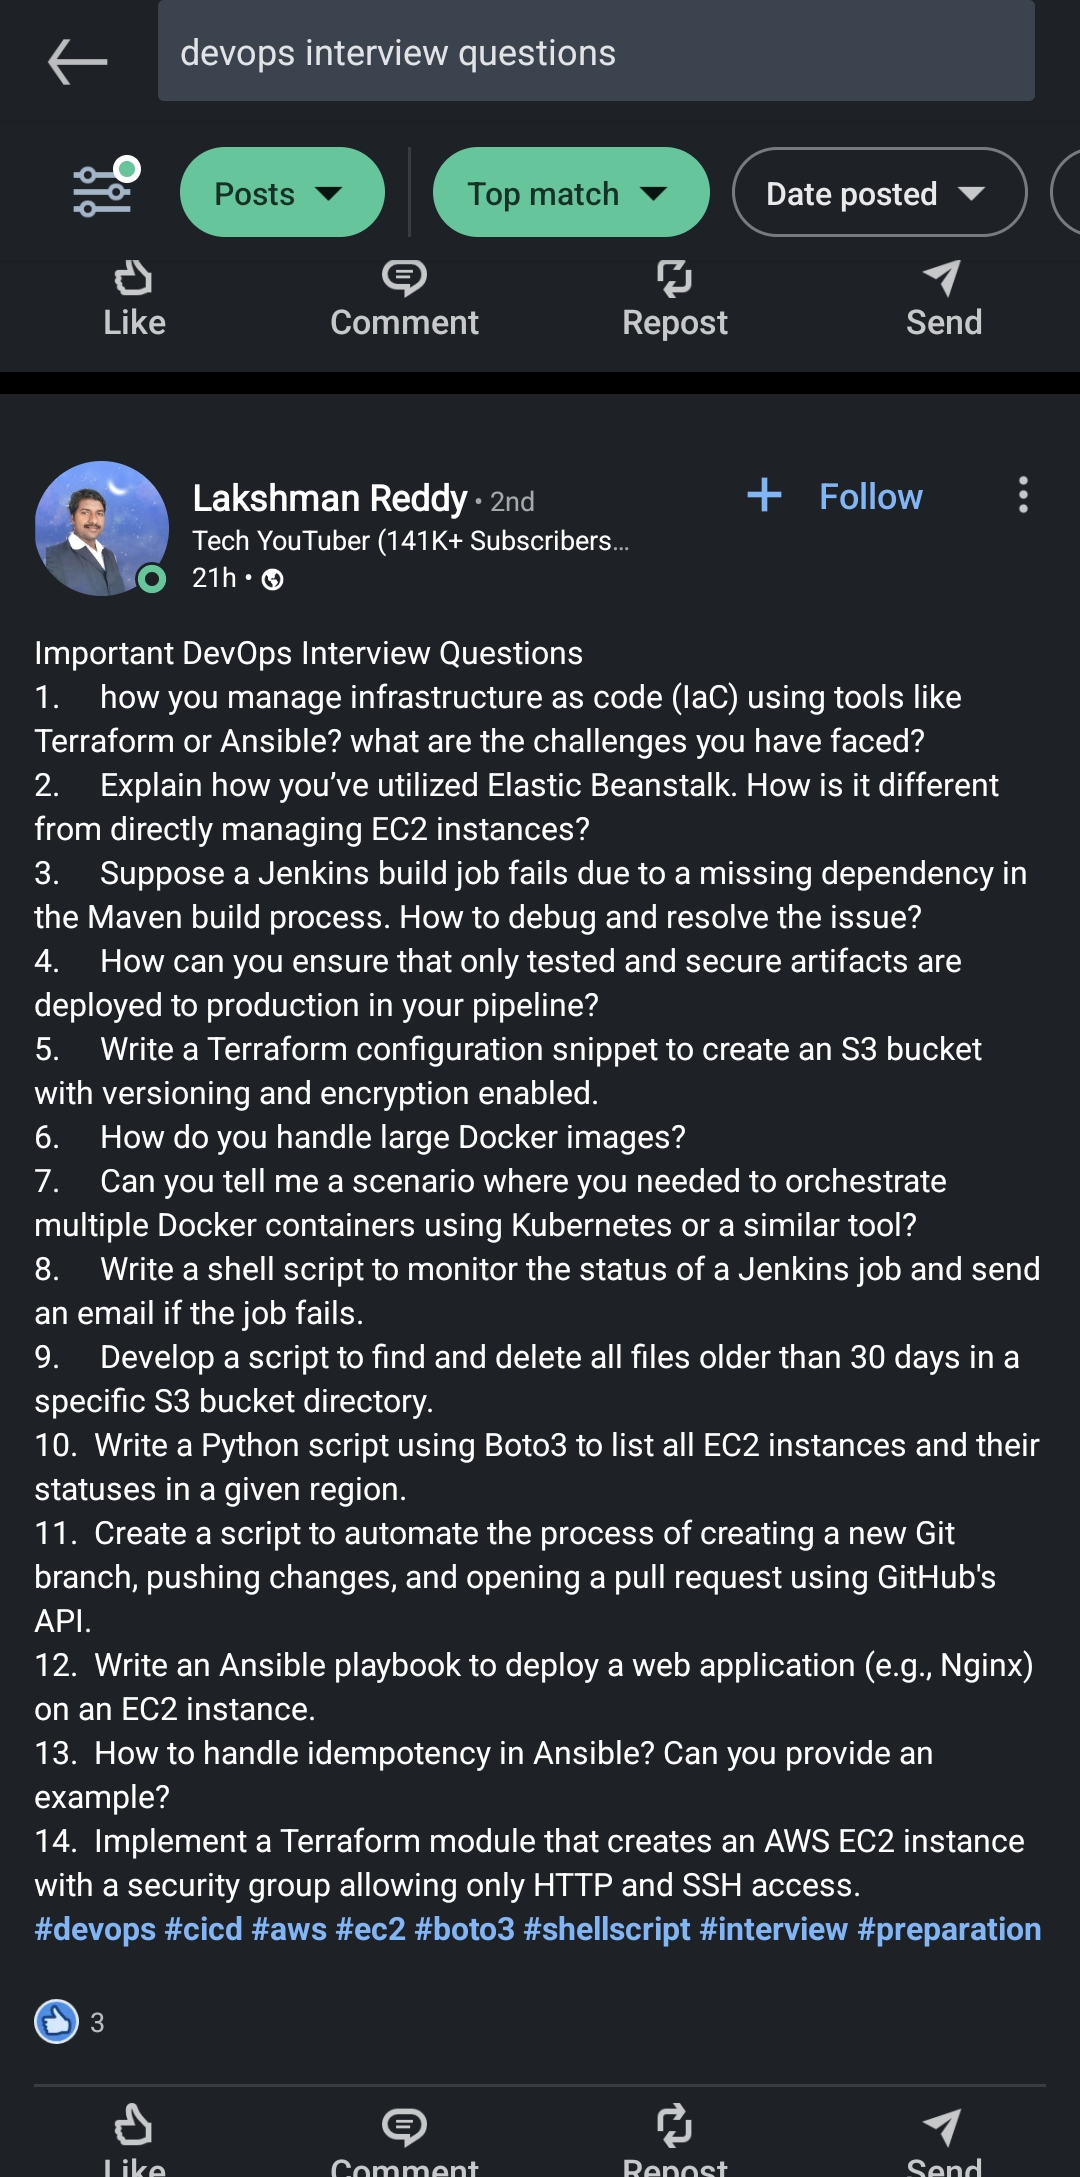 devops interview questions
Posts
Top match
Date posted
Like
Comment
Repost
Send
Lakshman Reddy • 2nd
Tech YouTuber (141K+ Subscribers...
21h •
+ Follow
Important DevOps Interview Questions
1. how you manage infrastructure as code (IaC) using tools like
Terraform or Ansible? what are the challenges you have faced?
2. Explain how you’ve utilized Elastic Beanstalk. How is it different
from directly managing EC2 instances?
3. Suppose a Jenkins build job fails due to a missing dependency in
the Maven build process. How to debug and resolve the issue?
4. How can you ensure that only tested and secure artifacts are
deployed to production in your pipeline?
5. Write a Terraform configuration snippet to create an S3 bucket
with versioning and encryption enabled.
6. How do you handle large Docker images?
7. Can you tell me a scenario where you needed to orchestrate
multiple Docker containers using Kubernetes or a similar tool?
8. Write a shell script to monitor the status of a Jenkins job and send
an email if the job fails.
9. Develop a script to find and delete all files older than 30 days in a
specific S3 bucket directory.
10. Write a Python script using Boto3 to list all EC2 instances and their
statuses in a given region.
11. Create a script to automate the process of creating a new Git
branch, pushing changes, and opening a pull request using GitHub's
API.
12. Write an Ansible playbook to deploy a web application (e.g., Nginx)
on an EC2 instance.
13. How to handle idempotency in Ansible? Can you provide an
example?
14. Implement a Terraform module that creates an AWS EC2 instance
with a security group allowing only HTTP and SSH access.
#devops #cicd #aws #ec2 #boto3 #shellscript #interview #preparation
3
Like
Comment
Repost
Send